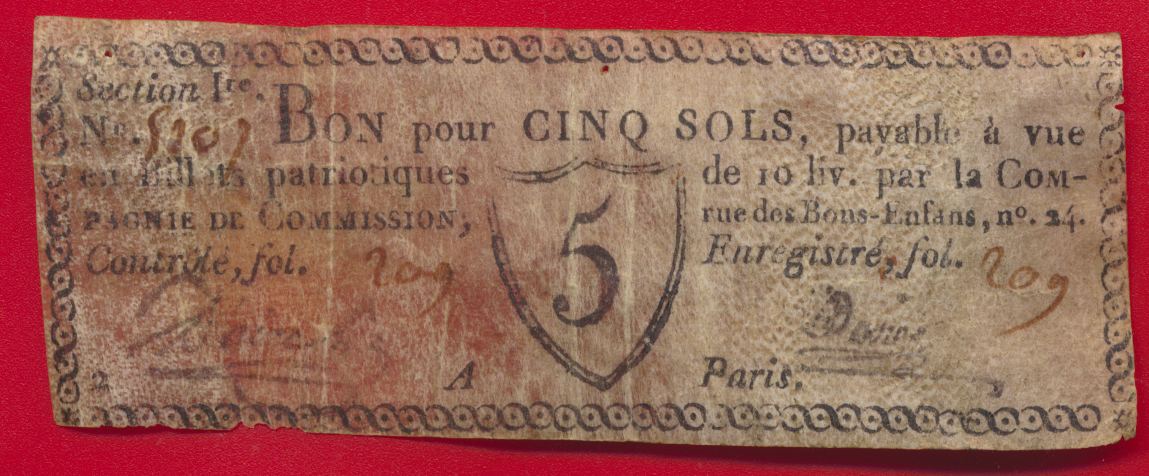 Section Ire.
No. BON pour CINQ SOLS, payable à vue
en Billets patriotiques de 10 liv. par la COM-
PAGNIE DE COMMISSION, rue des Bons-Enfans, no. 24.
Contrôlé, fol. 209 5 Enregistré, fol. 209
2 A Paris.